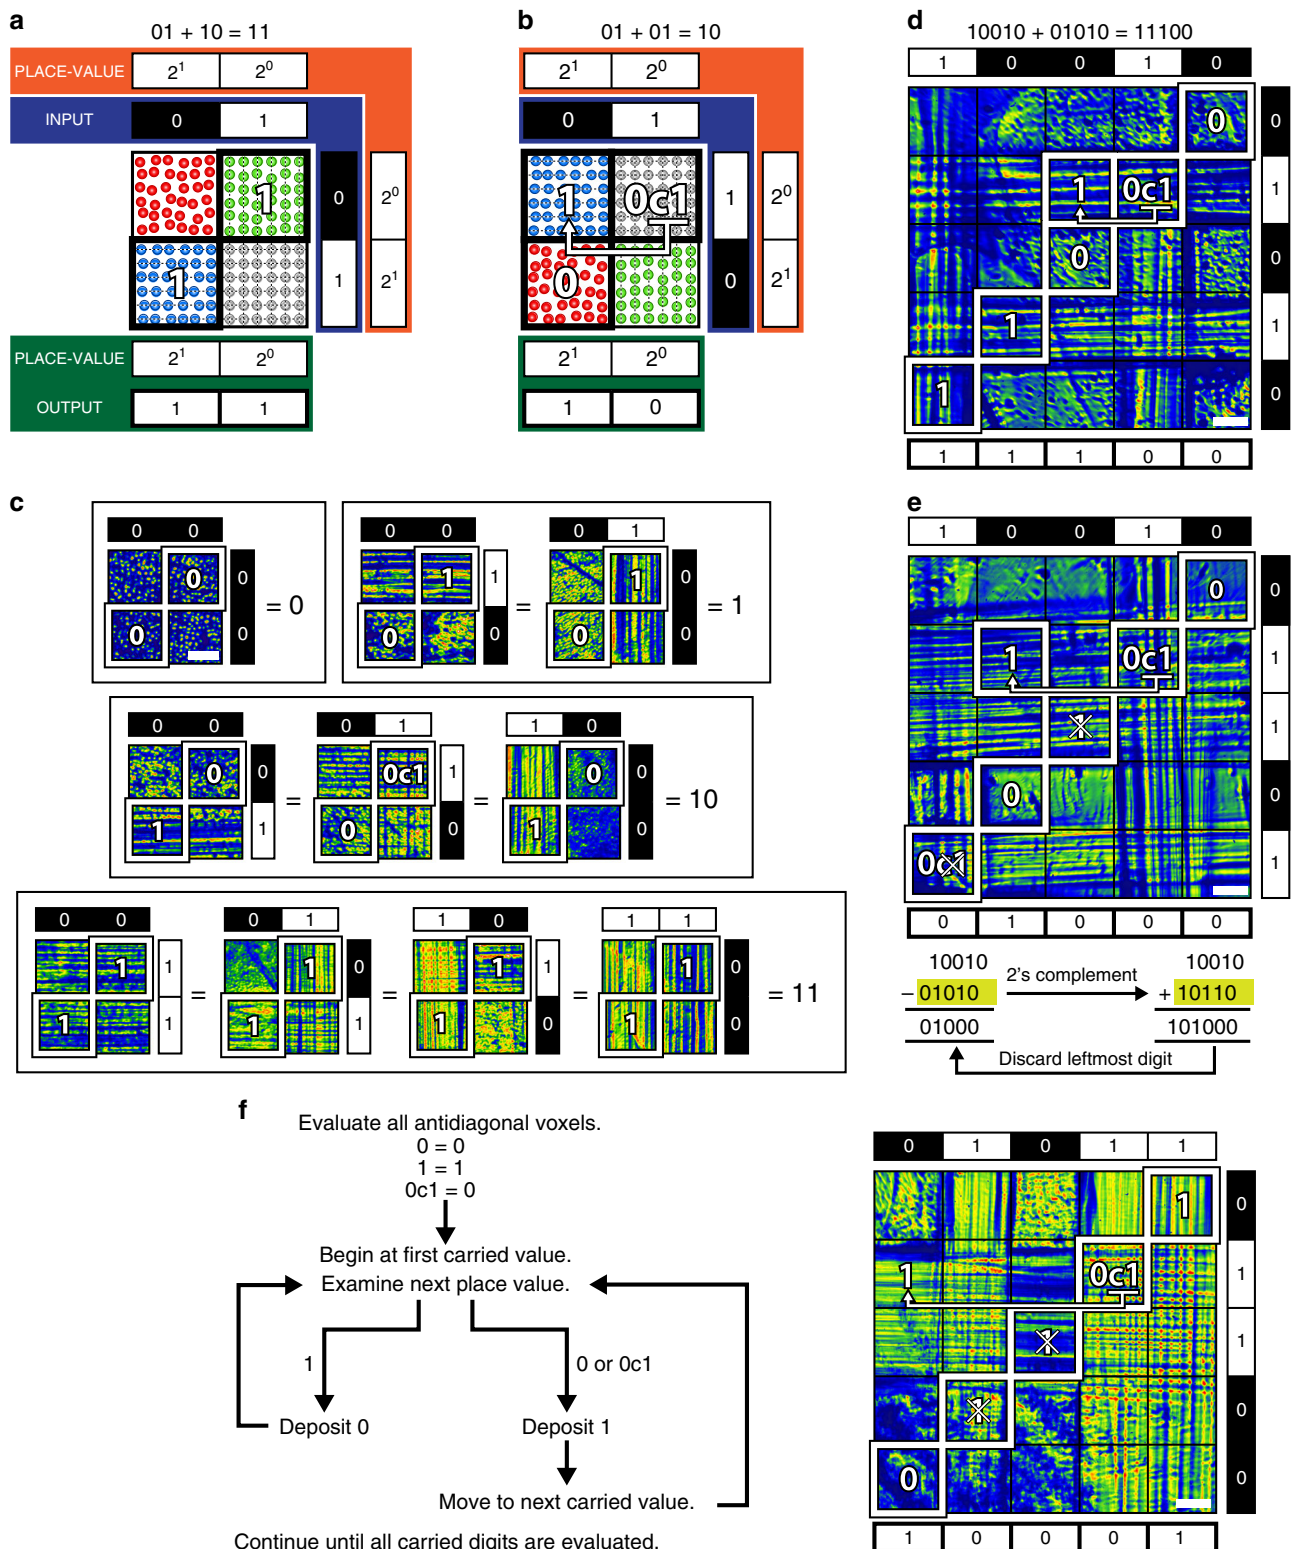 a
01 + 10 = 11
PLACE-VALUE 2¹ 2⁰
INPUT 0 1
1
0 2⁰
1
1 2¹
PLACE-VALUE 2¹ 2⁰
OUTPUT 1 1
b
01 + 01 = 10
2¹ 2⁰
0 1
1 0c1
1 2⁰
0
0 2¹
2¹ 2⁰
1 0
d
10010 + 01010 = 11100
1 0 0 1 0
0 0
1 0c1 1
0 0
1 1
1 0
1 1 1 0 0
c
0 0
0 0
0 0
= 0
0 0
1 1
0 0
=
0 1
1 0
0 0
= 1
0 0
0 0
1 1
=
0 1
0c1 1
0 0
=
1 0
0 0
1 0
= 10
0 0
1 1
1 1
=
0 1
1 0
1 1
=
1 0
1 1
1 0
=
1 1
1 0
1 0
= 11
e
1 0 0 1 0
0 0
1 0c1 1
1 1
0 0
0c1 1
0 1 0 0 0
10010
– 01010
01000
2's complement
10010
+ 10110
101000
Discard leftmost digit
f
Evaluate all antidiagonal voxels.
0 = 0
1 = 1
0c1 = 0
Begin at first carried value.
Examine next place value.
1
0 or 0c1
Deposit 0
Deposit 1
Move to next carried value.
Continue until all carried digits are evaluated.
0 1 0 1 1
1 0
1 0c1 1
1 1
1 0
0 0
1 0 0 0 1